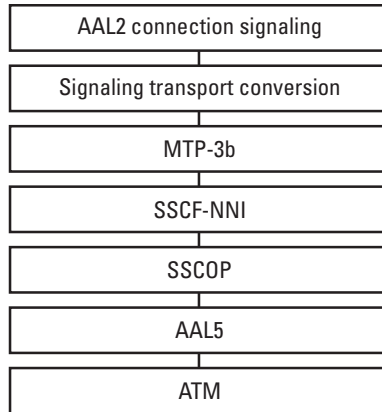 AAL2 connection signaling
Signaling transport conversion
MTP-3b
SSCF-NNI
SSCOP
AAL5
ATM